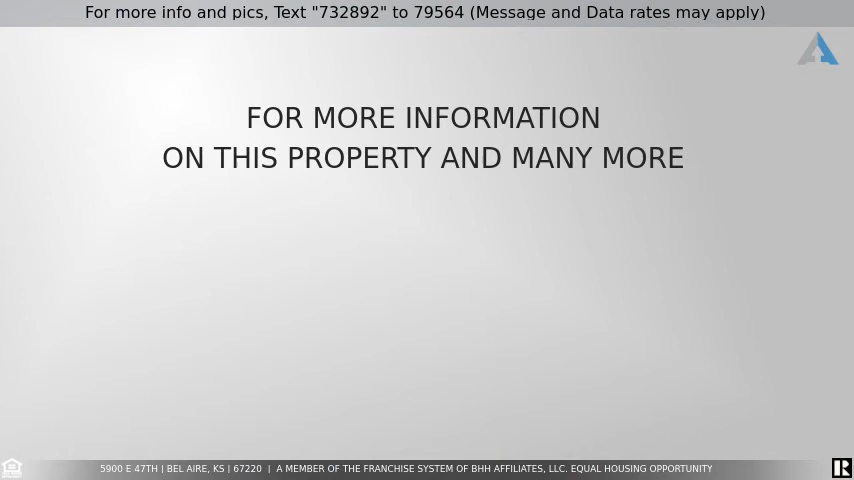 For more info and pics, Text "732892" to 79564 (Message and Data rates may apply)
FOR MORE INFORMATION
ON THIS PROPERTY AND MANY MORE
5900 E 47TH | BEL AIRE, KS | 67220 | A MEMBER OF THE FRANCHISE SYSTEM OF BHH AFFILIATES, LLC. EQUAL HOUSING OPPORTUNITY